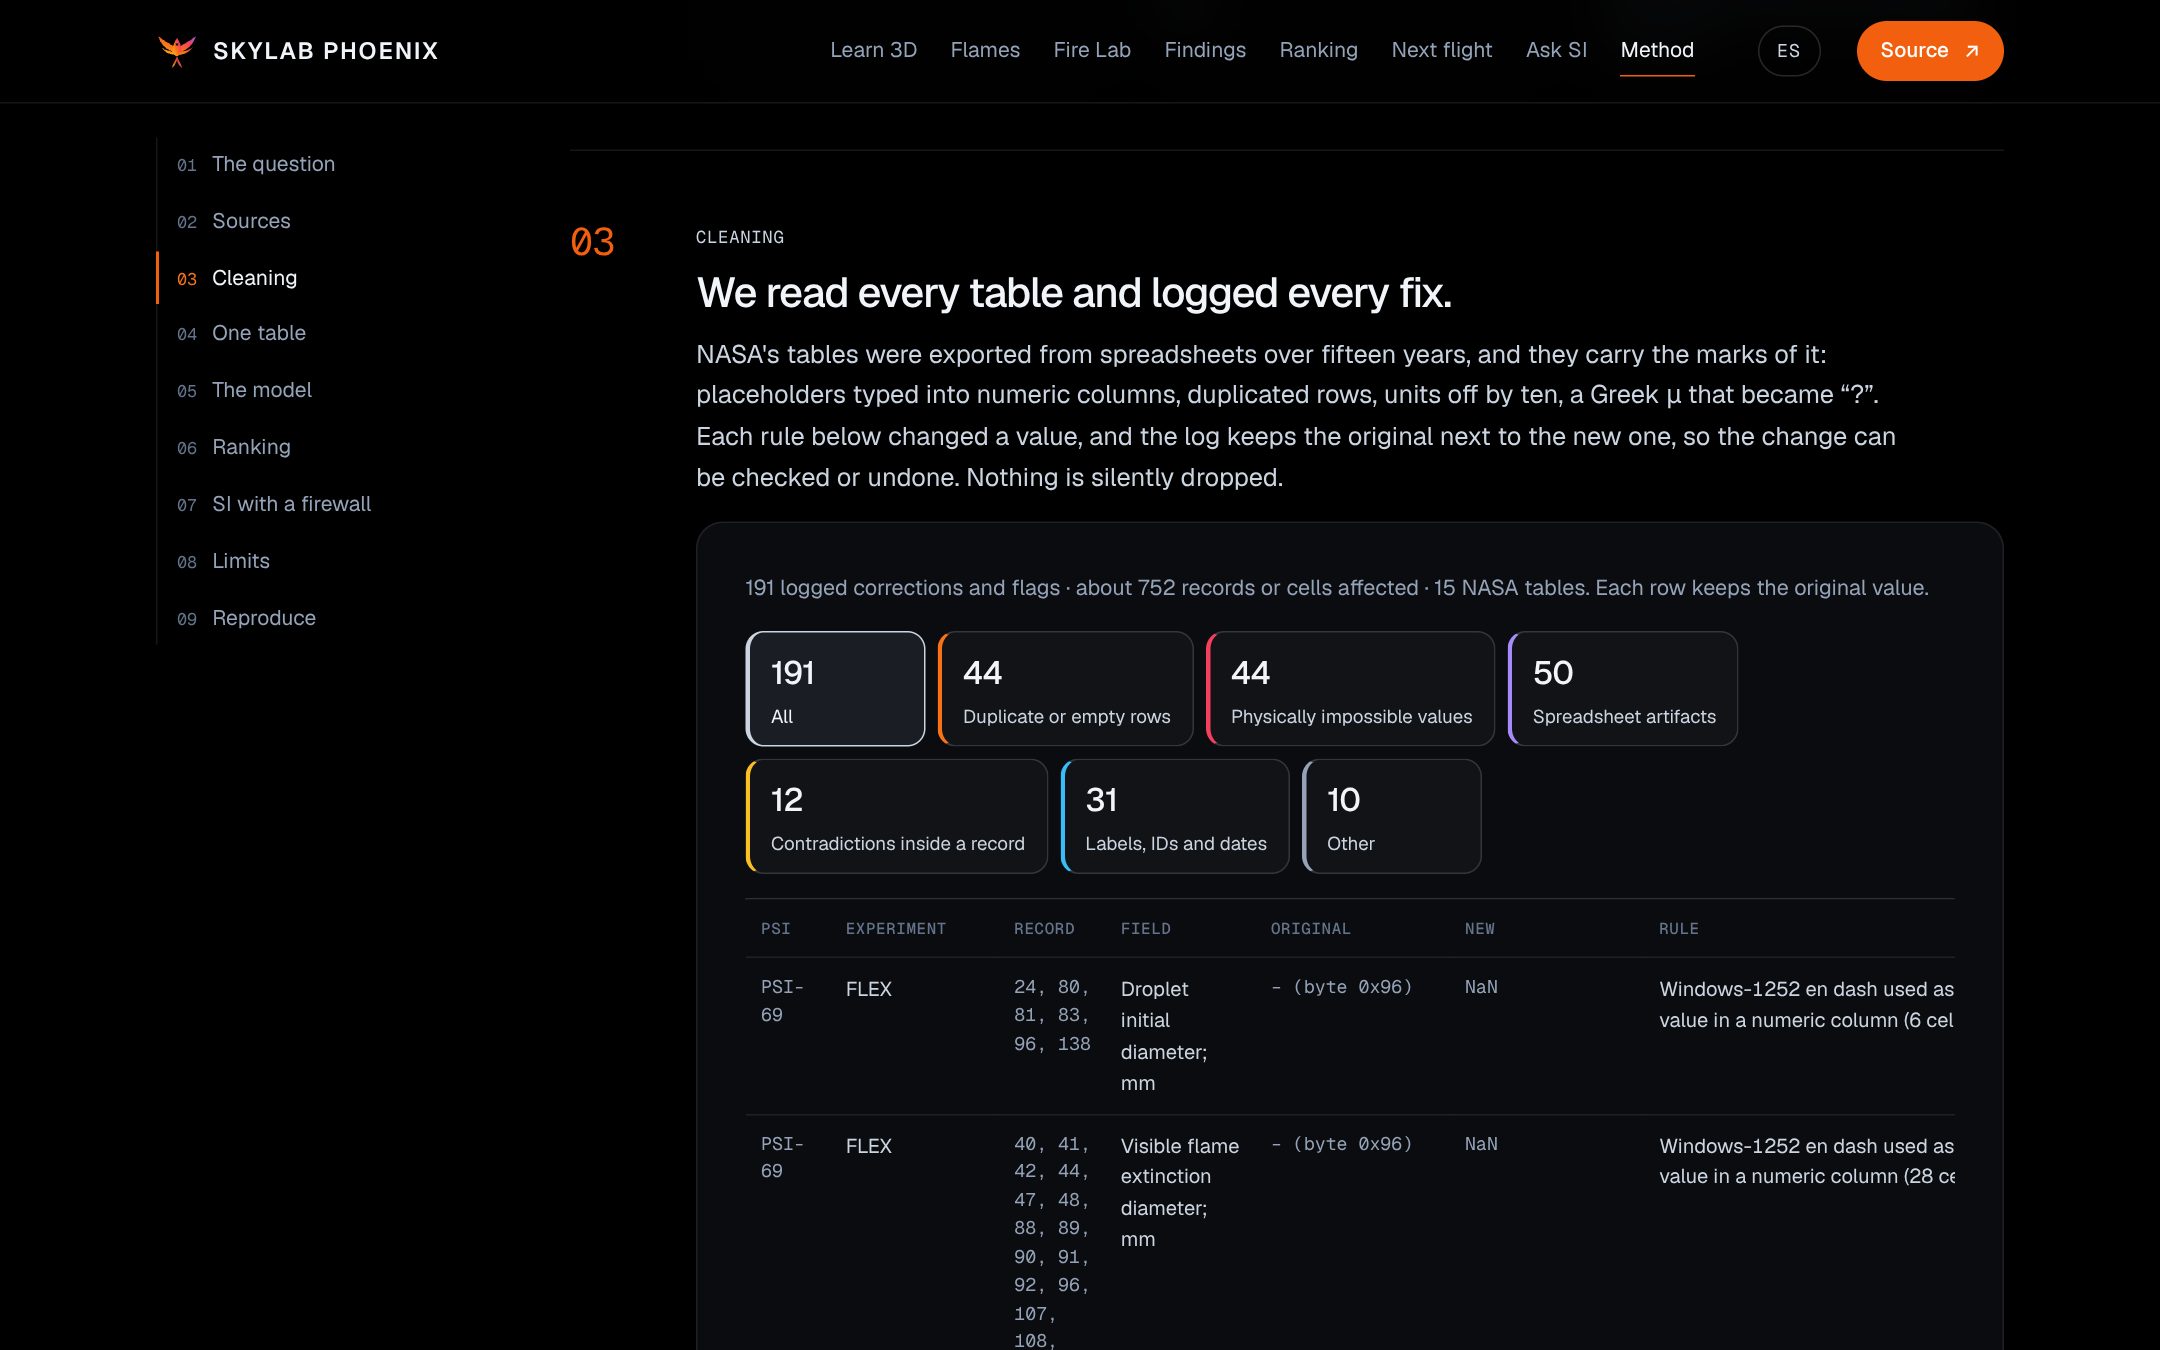 SKYLAB PHOENIX
Learn 3D
Flames
Fire Lab
Findings
Ranking
Next flight
Ask SI
Method
ES
Source
01 The question
02 Sources
03 Cleaning
04 One table
05 The model
06 Ranking
07 SI with a firewall
08 Limits
09 Reproduce
03
CLEANING
We read every table and logged every fix.
NASA's tables were exported from spreadsheets over fifteen years, and they carry the marks of it:
placeholders typed into numeric columns, duplicated rows, units off by ten, a Greek μ that became “?”.
Each rule below changed a value, and the log keeps the original next to the new one, so the change can
be checked or undone. Nothing is silently dropped.
191 logged corrections and flags · about 752 records or cells affected · 15 NASA tables. Each row keeps the original value.
191
All
44
Duplicate or empty rows
44
Physically impossible values
50
Spreadsheet artifacts
12
Contradictions inside a record
31
Labels, IDs and dates
10
Other
PSI EXPERIMENT RECORD FIELD ORIGINAL NEW RULE
PSI- FLEX 24, 80, Droplet – (byte 0x96) NaN Windows-1252 en dash used as
69 81, 83, initial value in a numeric column (6 cel
96, 138 diameter;
mm
PSI- FLEX 40, 41, Visible flame – (byte 0x96) NaN Windows-1252 en dash used as
69 42, 44, extinction value in a numeric column (28 ce
47, 48, diameter;
88, 89, mm
90, 91,
92, 96,
107,
108,